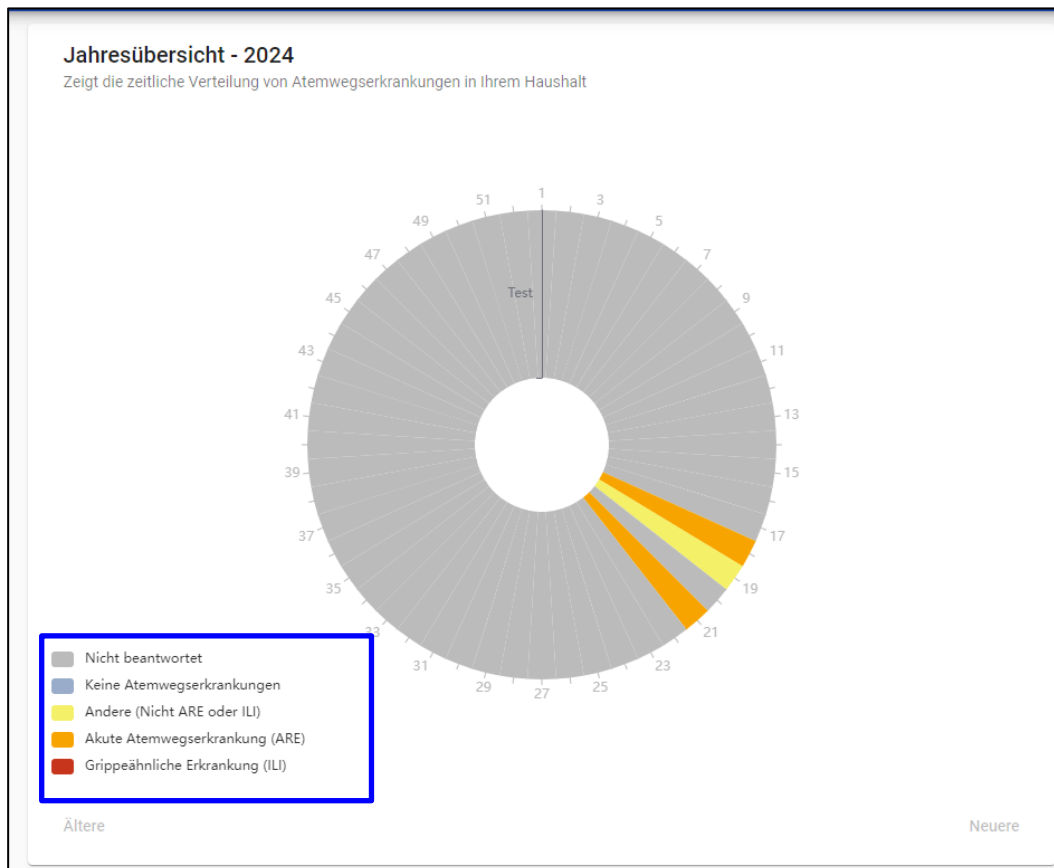 Jahresübersicht - 2024
Zeigt die zeitliche Verteilung von Atemwegserkrankungen in Ihrem Haushalt
1
3
5
7
9
11
13
15
17
19
21
23
25
27
29
31
33
35
37
39
41
43
45
47
49
51
Test
Nicht beantwortet
Keine Atemwegserkrankungen
Andere (Nicht ARE oder ILI)
Akute Atemwegserkrankung (ARE)
Grippeähnliche Erkrankung (ILI)
Ältere
Neuere